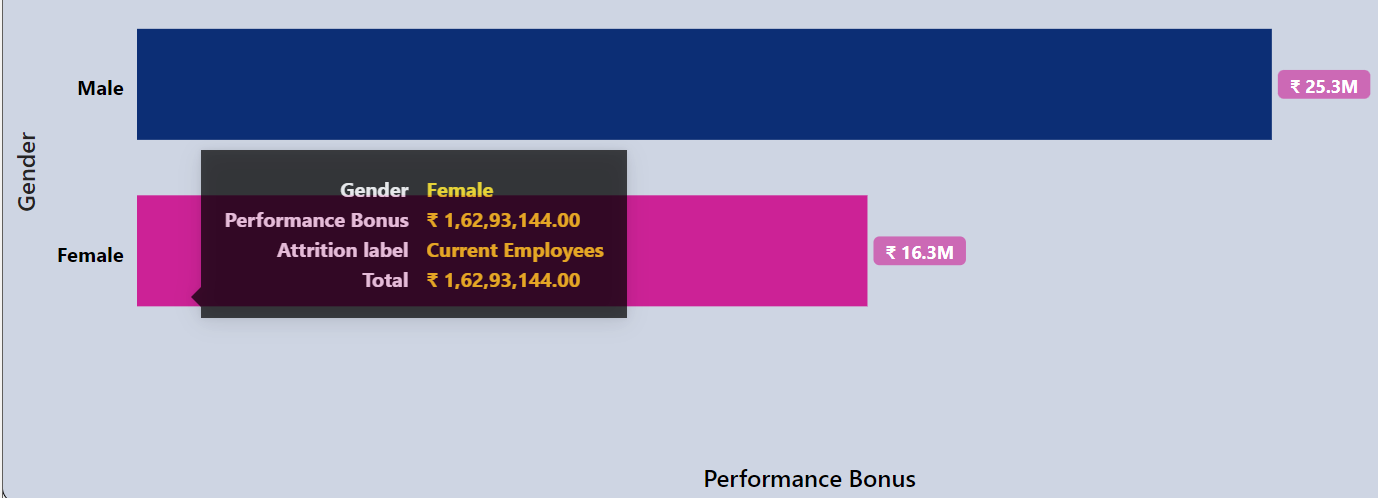 Gender
Male
₹ 25.3M
Gender Female
Performance Bonus ₹ 1,62,93,144.00
Attrition label Current Employees
Total ₹ 1,62,93,144.00
Female
₹ 16.3M
Performance Bonus